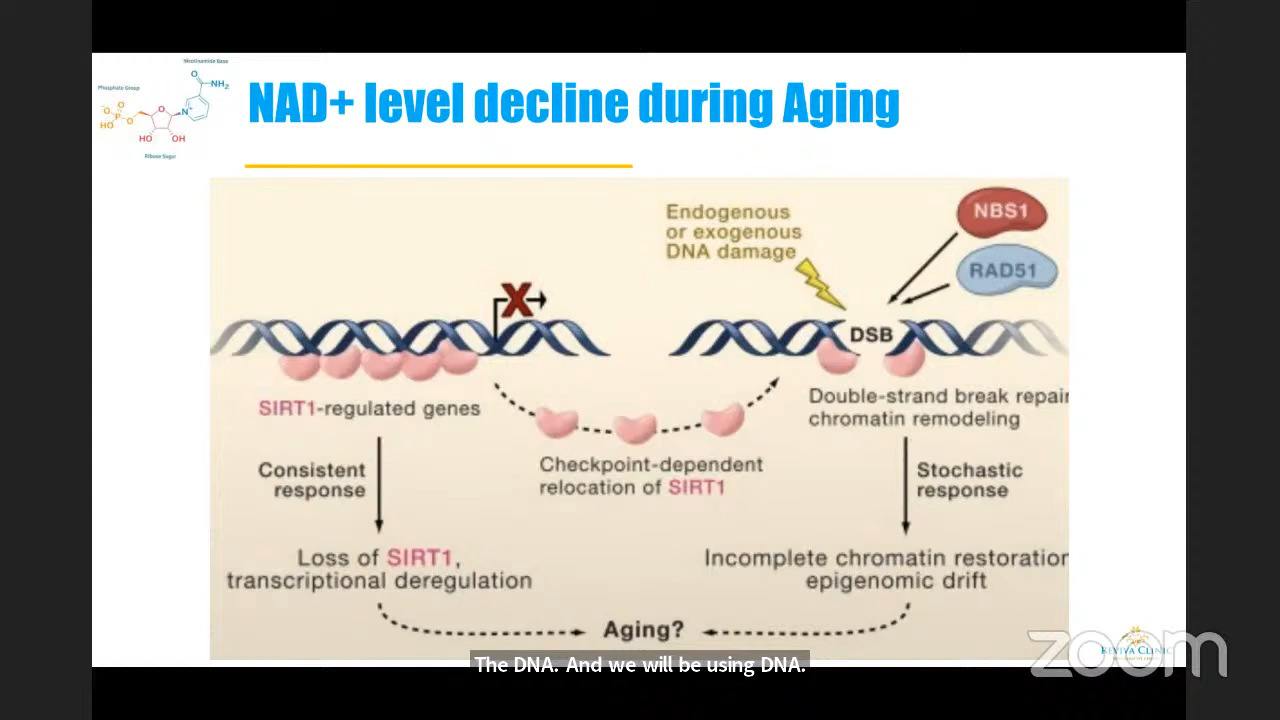 Nicotinamide Base
Phosphate Group
O
NH₂
O
-O
P
HO
O
O
N+
HO
OH
Ribose Sugar
NAD+ level decline during Aging
Endogenous
or exogenous
DNA damage
NBS1
RAD51
X
DSB
SIRT1-regulated genes
Double-strand break repair
chromatin remodeling
Checkpoint-dependent
relocation of SIRT1
Consistent
response
Stochastic
response
Loss of SIRT1,
transcriptional deregulation
Incomplete chromatin restoration
epigenomic drift
Aging?
The DNA. And we will be using DNA.
REVIVA CLINIC
zoom